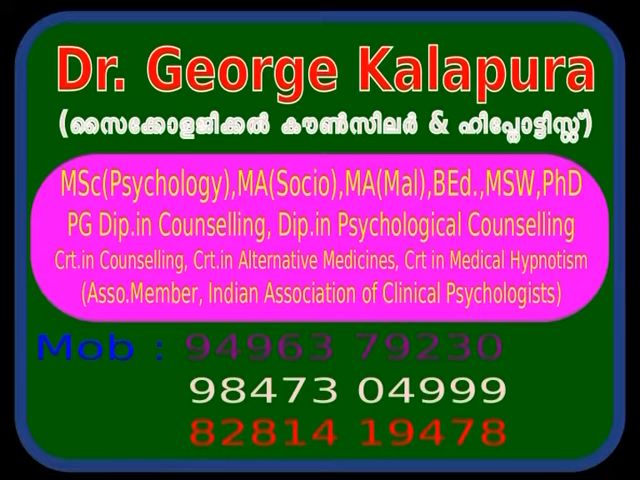 Dr. George Kalapura
(സൈക്കോളജിക്കൽ കൗൺസിലർ & ഹിപ്നോട്ടിസ്റ്റ്)
MSc(Psychology),MA(Socio),MA(Mal),BEd.,MSW,PhD
PG Dip.in Counselling, Dip.in Psychological Counselling
Crt.in Counselling, Crt.in Alternative Medicines, Crt in Medical Hypnotism
(Asso.Member, Indian Association of Clinical Psychologists)
Mob : 94963 79230
98473 04999
82814 19478